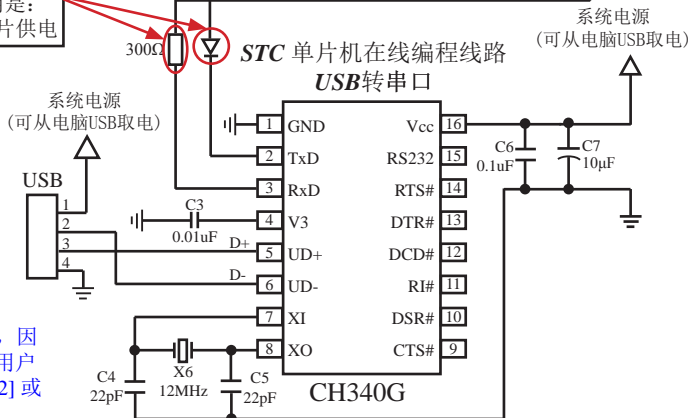 用是:
片供电
300Ω
STC 单片机在线编程线路
USB转串口
系统电源
(可从电脑USB取电)
系统电源
(可从电脑USB取电)
USB
1
2
3
4
C3
0.01uF
D+
D-
1 GND
2 TxD
3 RxD
4 V3
5 UD+
6 UD-
7 XI
8 XO
Vcc 16
RS232 15
RTS# 14
DTR# 13
DCD# 12
RI# 11
DSR# 10
CTS# 9
CH340G
C6
0.1uF
C7
10μF
C4
22pF
X6
12MHz
C5
22pF
，因
用户
2] 或